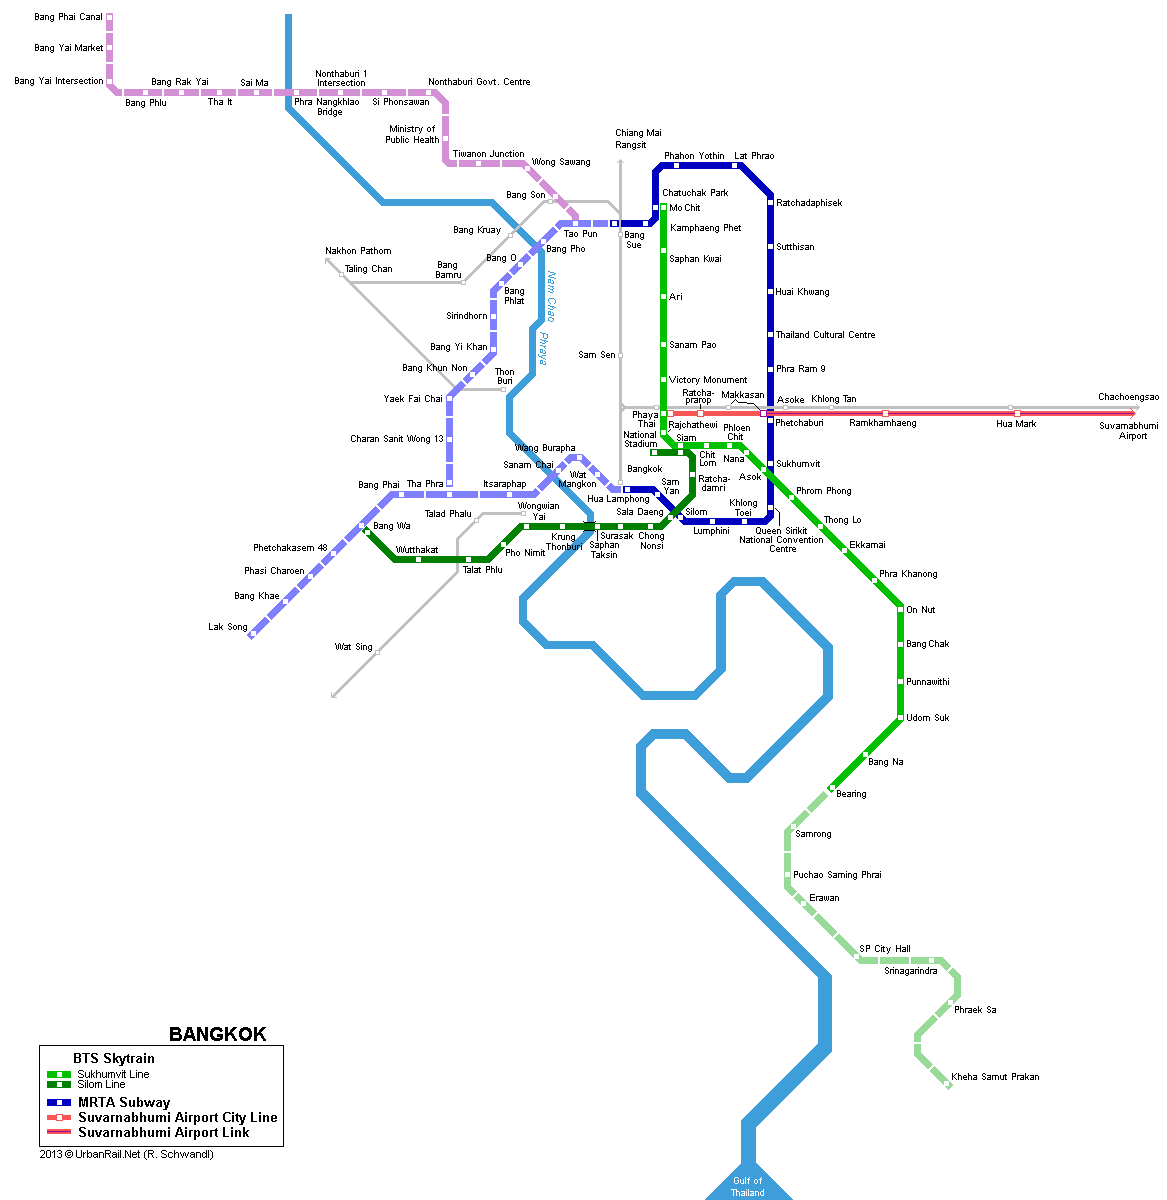 Bang Phai Canal
Bang Yai Market
Bang Yai Intersection
Bang Phlu
Bang Rak Yai
Tha It
Sai Ma
Phra Nangkhlao
Bridge
Nonthaburi 1
Intersection
Si Phonsawan
Nonthaburi Govt. Centre
Ministry of
Public Health
Tiwanon Junction
Wong Sawang
Bang Son
Tao Pun
Chiang Mai
Rangsit
Phahon Yothin
Lat Phrao
Chatuchak Park
Mo Chit
Kamphaeng Phet
Bang
Sue
Ratchadaphisek
Bang Kruay
Bang Pho
Sutthisan
Saphan Kwai
Nakhon Pathom
Taling Chan
Bang
Bamru
Bang O
Bang
Phlat
Nam Chao Phraya
Huai Khwang
Ari
Sirindhorn
Thailand Cultural Centre
Sanam Pao
Bang Yi Khan
Sam Sen
Bang Khun Non
Thon
Buri
Phra Ram 9
Victory Monument
Yaek Fai Chai
Ratcha-
prarop
Makkasan
Asoke
Khlong Tan
Chachoengsao
Phaya
Thai
Rajchathewi
Phetchaburi
Ramkhamhaeng
Hua Mark
Suvarnabhumi
Airport
National
Stadium
Siam
Phloen
Chit
Chit
Lom
Nana
Charan Sanit Wong 13
Wang Burapha
Sanam Chai
Wat
Mangkon
Bangkok
Sam
Yan
Ratcha-
damri
Asok
Sukhumvit
Bang Phai
Tha Phra
Itsaraphap
Hua Lamphong
Phrom Phong
Talad Phalu
Wongwian
Yai
Sala Daeng
Silom
Khlong
Toei
Thong Lo
Bang Wa
Krung
Thonburi
Saphan
Taksin
Surasak
Chong
Nonsi
Lumphini
Queen Sirikit
National Convention
Centre
Ekkamai
Phetchakasem 48
Wutthakat
Talat Phlu
Pho Nimit
Phasi Charoen
Phra Khanong
Bang Khae
On Nut
Lak Song
Wat Sing
Bang Chak
Punnawithi
Udom Suk
Bang Na
Bearing
Samrong
Puchao Saming Phrai
Erawan
SP City Hall
Srinagarindra
Phraek Sa
Kheha Samut Prakan
BANGKOK
BTS Skytrain
Sukhumvit Line
Silom Line
MRTA Subway
Suvarnabhumi Airport City Line
Suvarnabhumi Airport Link
2013 © UrbanRail.Net (R. Schwandl)
Gulf of
Thailand